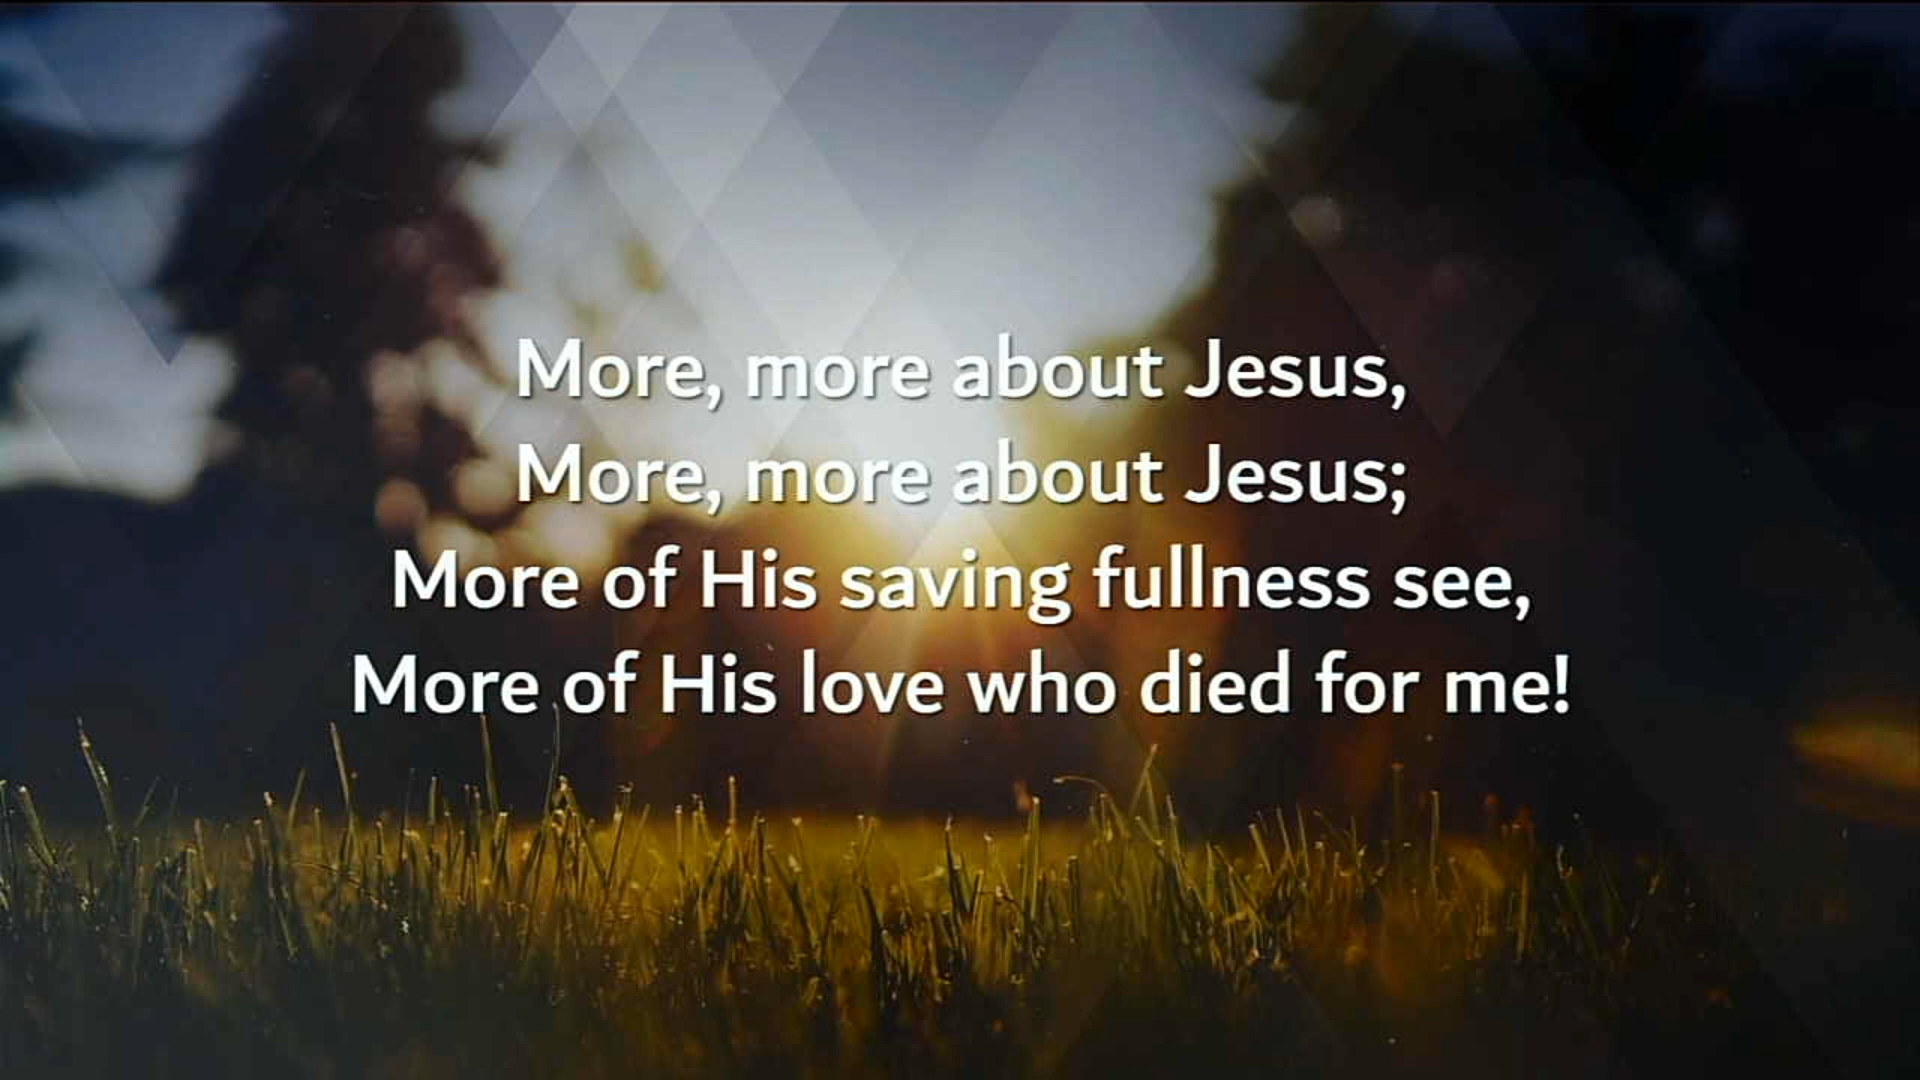 More, more about Jesus,
More, more about Jesus;
More of His saving fullness see,
More of His love who died for me!